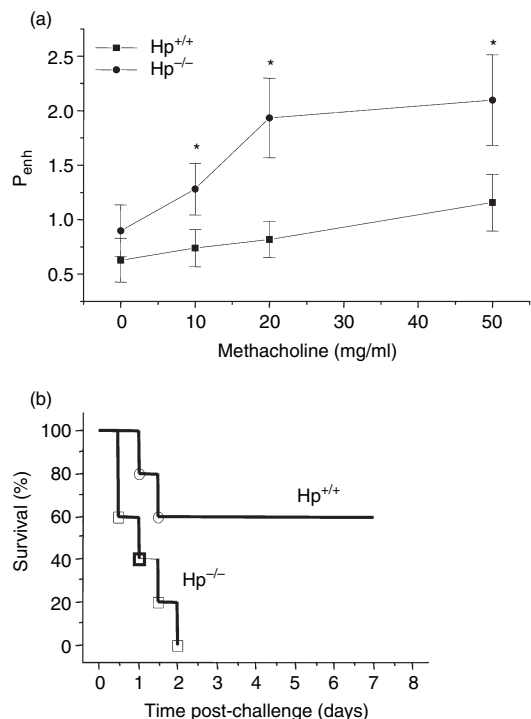 (a)
Hp+/+
Hp−/−
*
*
*
2.5
2.0
1.5
1.0
0.5
Penh
0 10 20 30 40 50
Methacholine (mg/ml)
(b)
100
80
60
40
20
0
Survival (%)
Hp+/+
Hp−/−
0 1 2 3 4 5 6 7 8
Time post-challenge (days)